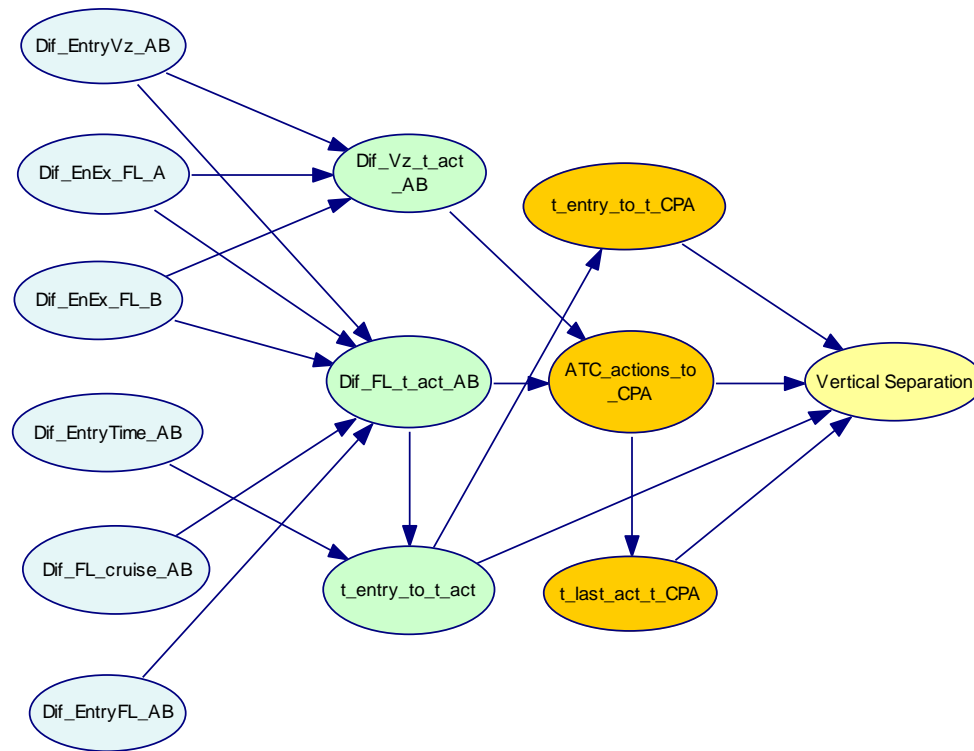 Dif_EntryVz_AB
Dif_EnEx_FL_A
Dif_EnEx_FL_B
Dif_EntryTime_AB
Dif_FL_cruise_AB
Dif_EntryFL_AB
Dif_Vz_t_act
_AB
Dif_FL_t_act_AB
t_entry_to_t_act
t_entry_to_t_CPA
ATC_actions_to
_CPA
t_last_act_t_CPA
Vertical Separation